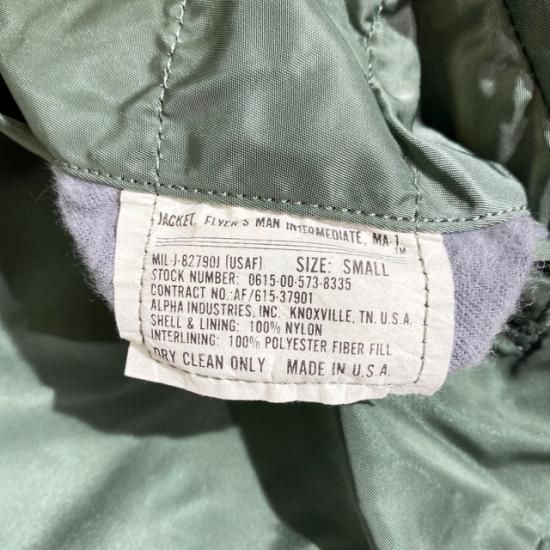 JACKET, FLYER'S MAN INTERMEDIATE, MA-1
TM
MIL-J-82790J (USAF) SIZE: SMALL
STOCK NUMBER: 0615-00-573-8335
CONTRACT NO.:AF/615-37901
ALPHA INDUSTRIES, INC. KNOXVILLE, TN. U.S.A.
SHELL & LINING: 100% NYLON
INTERLINING: 100% POLYESTER FIBER FILL
DRY CLEAN ONLY MADE IN U.S.A.